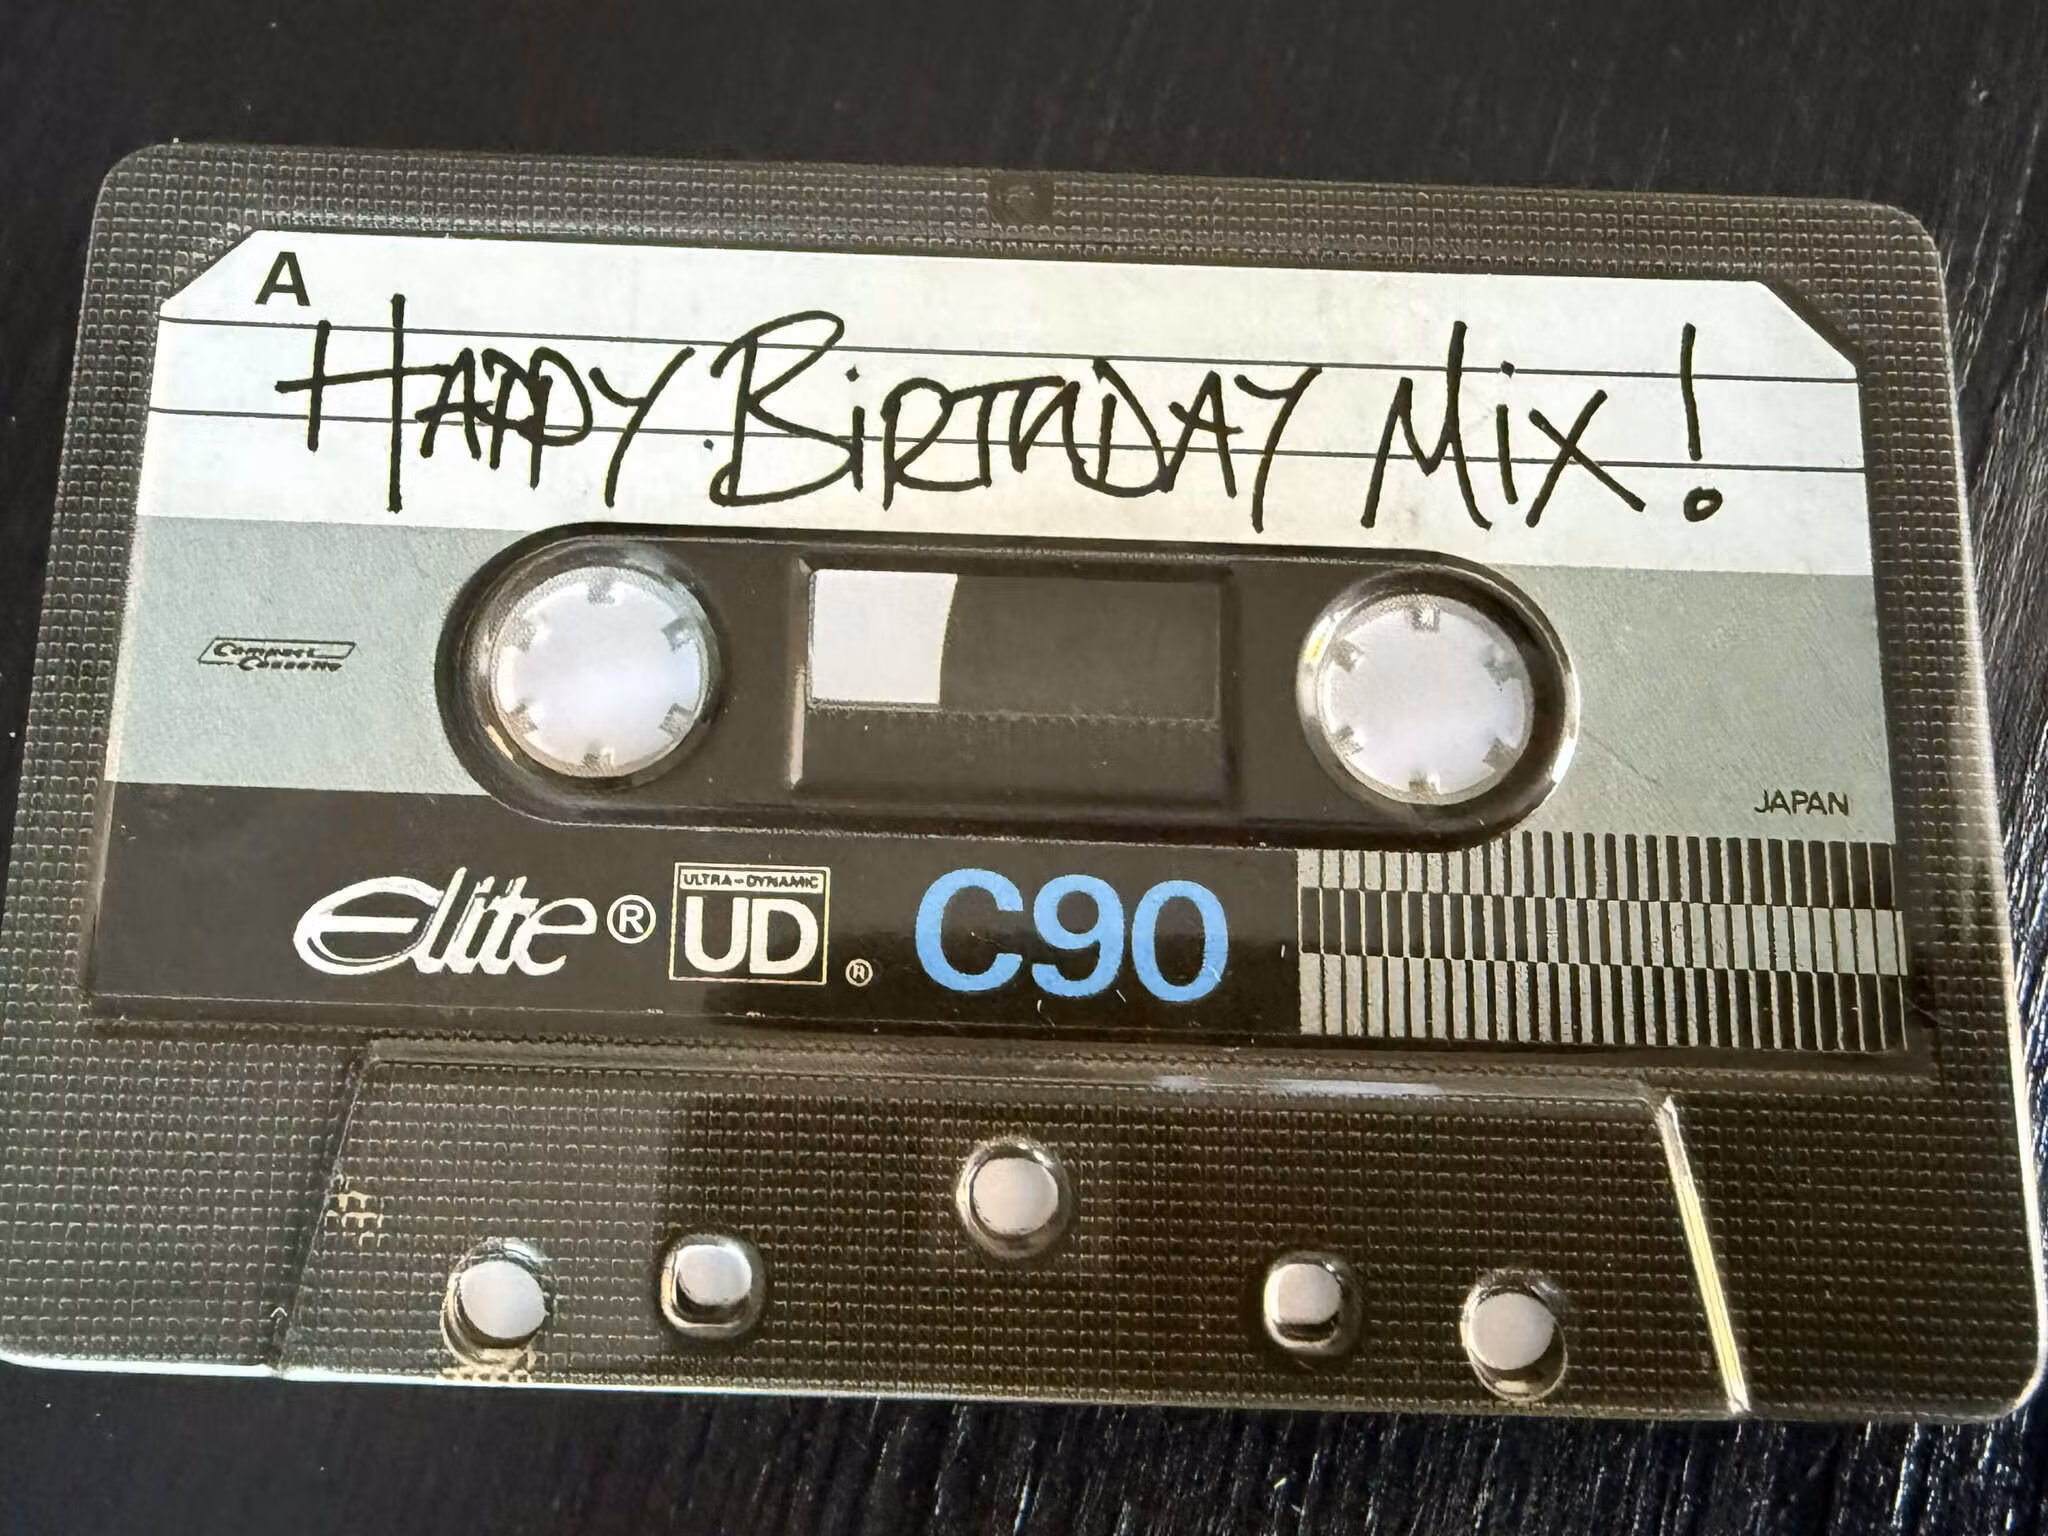 A
HAPPY BiRTHDAY MiX!
Compact
Cassette
JAPAN
Elite® ULTRA-DYNAMIC UD® C90